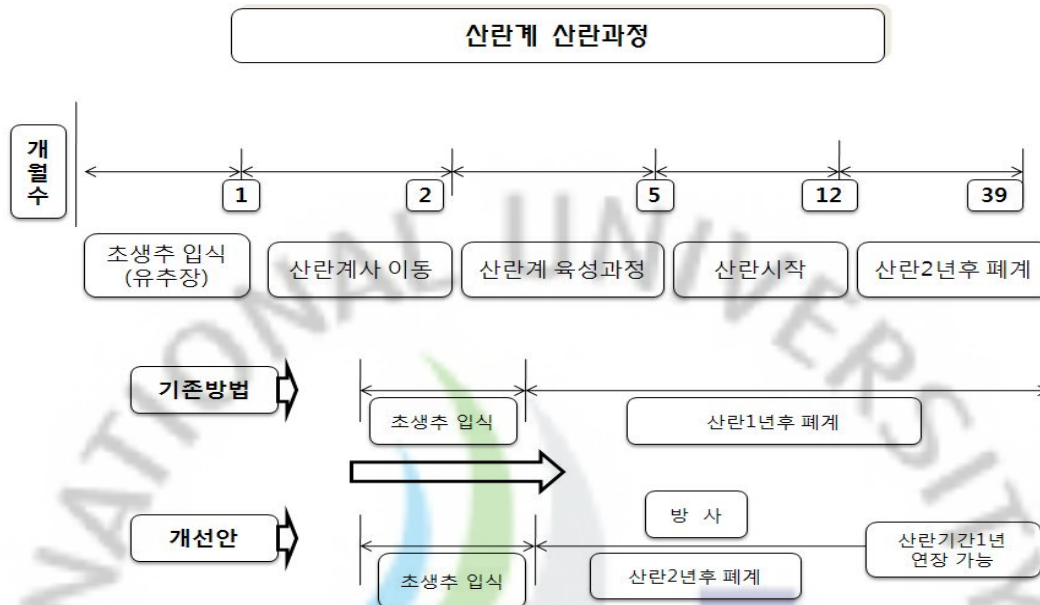 산란계 산란과정
개
월
수
1
2
5
12
39
초생추 입식
(유추장)
산란계사 이동
산란계 육성과정
산란시작
산란2년후 폐계
기존방법
초생추 입식
산란1년후 폐계
개선안
방 사
초생추 입식
산란2년후 폐계
산란기간1년
연장 가능
NATIONAL UNIVERSITY